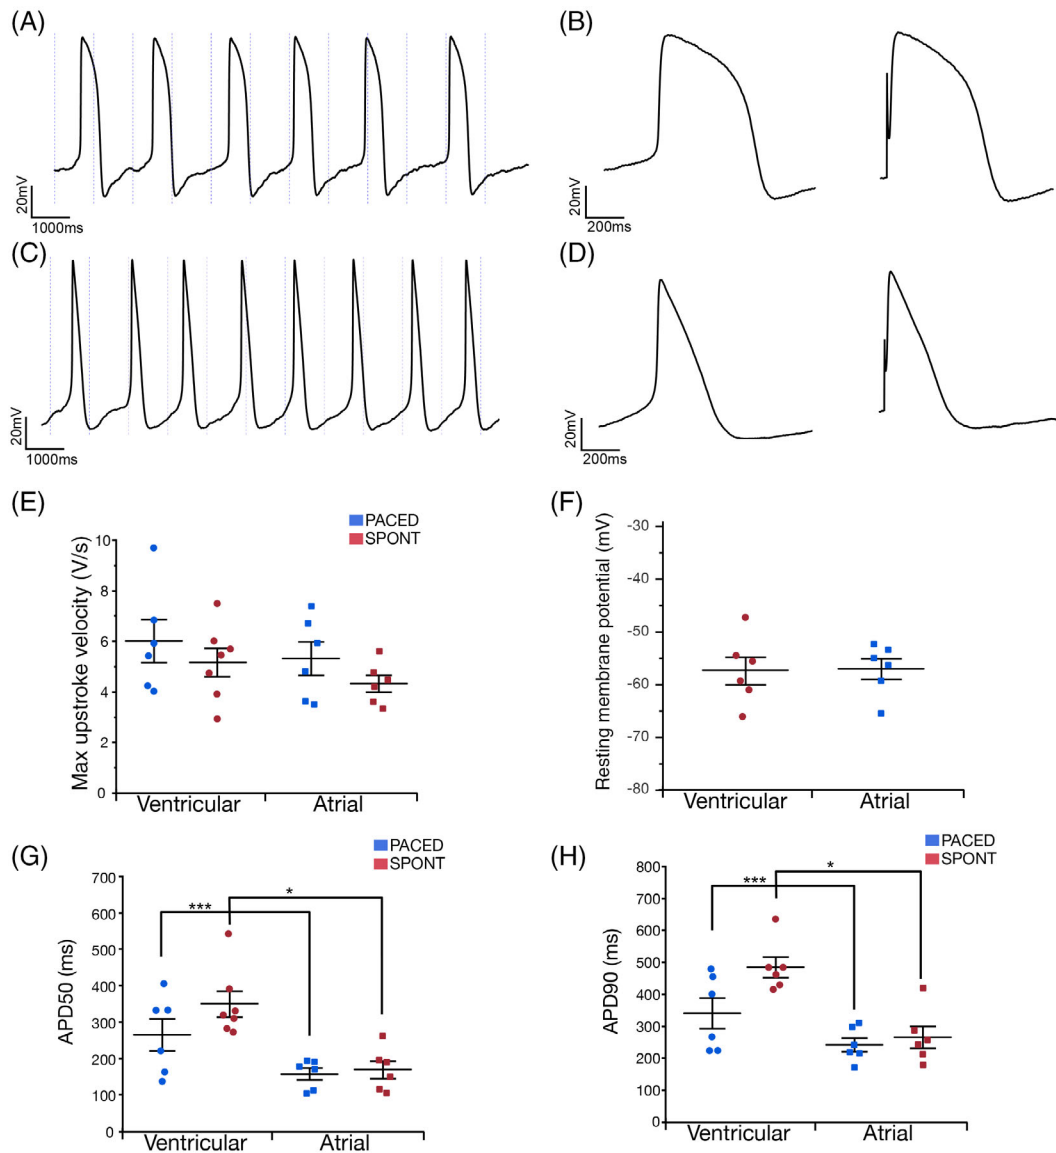 (A)
20mV
1000ms
(B)
20mV
200ms
(C)
20mV
1000ms
(D)
20mV
200ms
(E)
PACED
SPONT
Max upstroke velocity (V/s)
10
8
6
4
2
0
Ventricular
Atrial
(F)
Resting membrane potential (mV)
-30
-40
-50
-60
-70
-80
Ventricular
Atrial
(G)
PACED
SPONT
APD50 (ms)
700
600
500
400
300
200
100
0
***
*
Ventricular
Atrial
(H)
PACED
SPONT
APD90 (ms)
800
700
600
500
400
300
200
100
0
***
*
Ventricular
Atrial